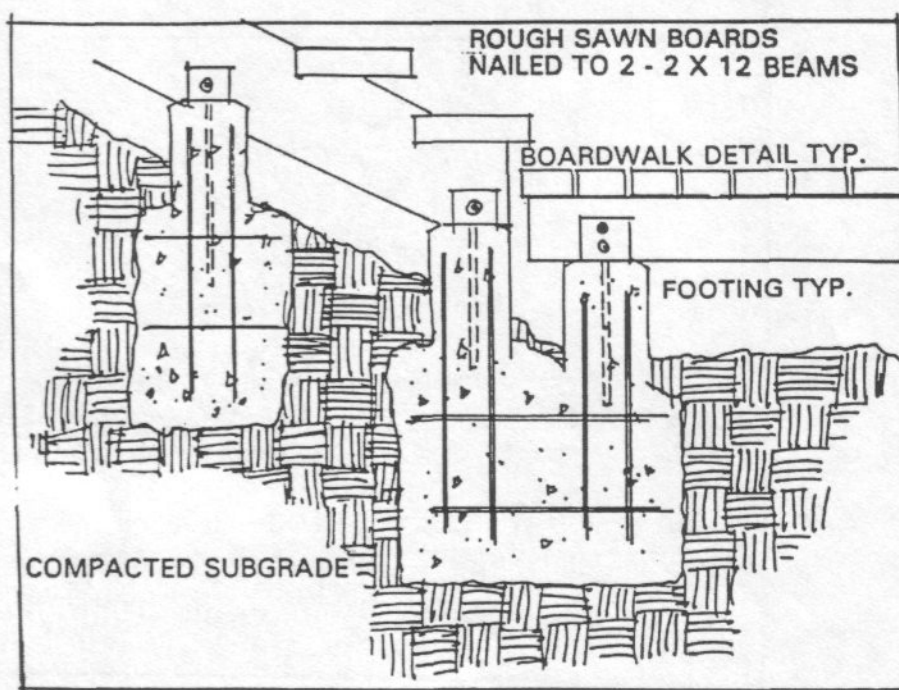 ROUGH SAWN BOARDS
NAILED TO 2 - 2 X 12 BEAMS
BOARDWALK DETAIL TYP.
FOOTING TYP.
COMPACTED SUBGRADE